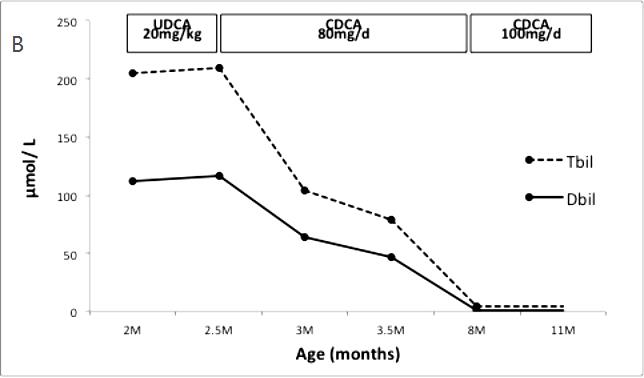 B
UDCA
20mg/kg
CDCA
80mg/d
CDCA
100mg/d
250
200
150
100
50
0
μmol/ L
Tbil
Dbil
2M 2.5M 3M 3.5M 8M 11M
Age (months)